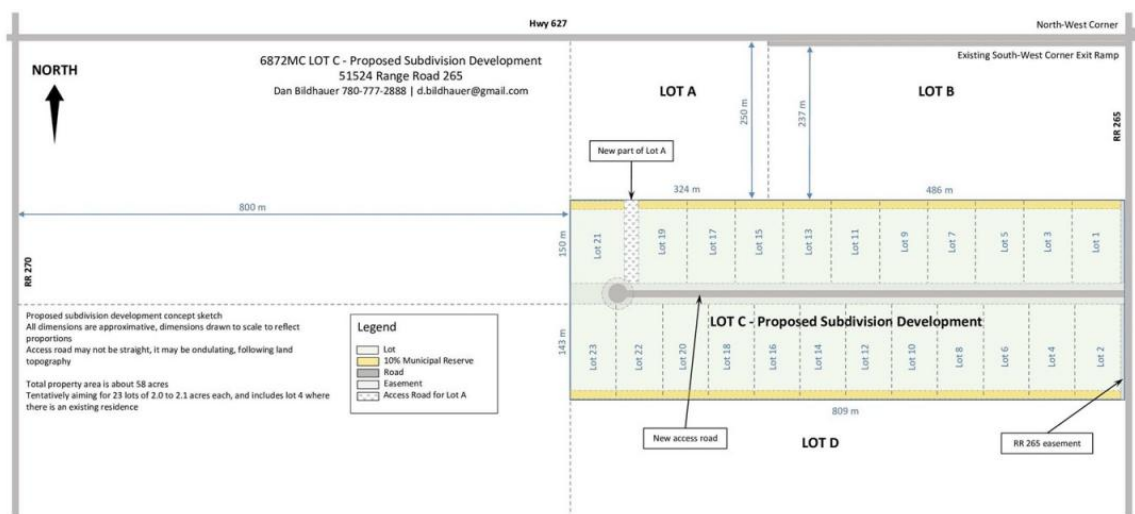 Hwy 627
North-West Corner
6872MC LOT C - Proposed Subdivision Development
51524 Range Road 265
Dan Bildhauer 780-777-2888 | d.bildhauer@gmail.com
NORTH
Existing South-West Corner Exit Ramp
LOT A
LOT B
250 m
237 m
RR 265
New part of Lot A
324 m
486 m
800 m
150 m
Lot 21
Lot 19
Lot 17
Lot 15
Lot 13
Lot 11
Lot 9
Lot 7
Lot 5
Lot 3
Lot 1
RR 270
Proposed subdivision development concept sketch
All dimensions are approximative, dimensions drawn to scale to reflect
proportions
Access road may not be straight, it may be ondulating, following land
topography
Total property area is about 58 acres
Tentatively aiming for 23 lots of 2.0 to 2.1 acres each, and includes lot 4 where
there is an existing residence
Legend
Lot
10% Municipal Reserve
Road
Easement
Access Road for Lot A
LOT C - Proposed Subdivision Development
143 m
Lot 23
Lot 22
Lot 20
Lot 18
Lot 16
Lot 14
Lot 12
Lot 10
Lot 8
Lot 6
Lot 4
Lot 2
809 m
New access road
LOT D
RR 265 easement